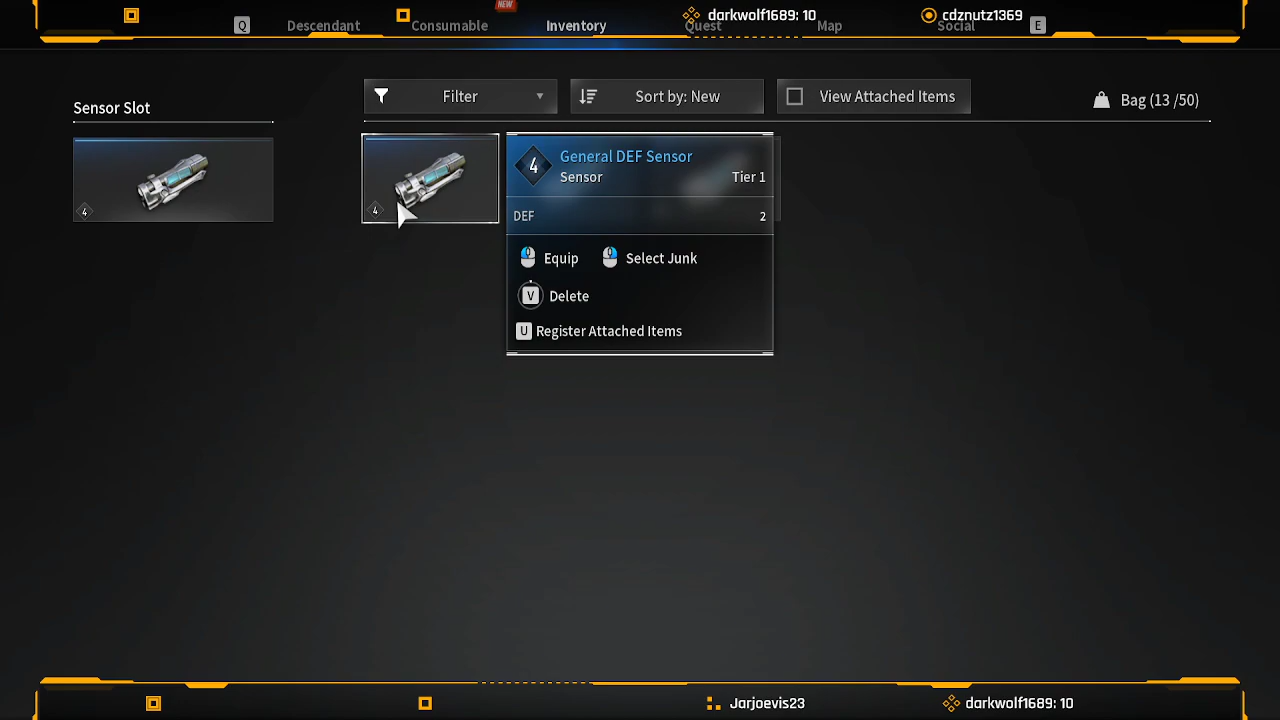 darkwolf1689: 10
cdznutz1369
Q
Descendant
Consumable
NEW
Inventory
Quest
Map
Social
E
Sensor Slot
Filter
Sort by: New
View Attached Items
Bag (13 /50)
4
4
4
General DEF Sensor
Sensor
Tier 1
DEF
2
Equip
Select Junk
V
Delete
U
Register Attached Items
Jarjoevis23
darkwolf1689: 10